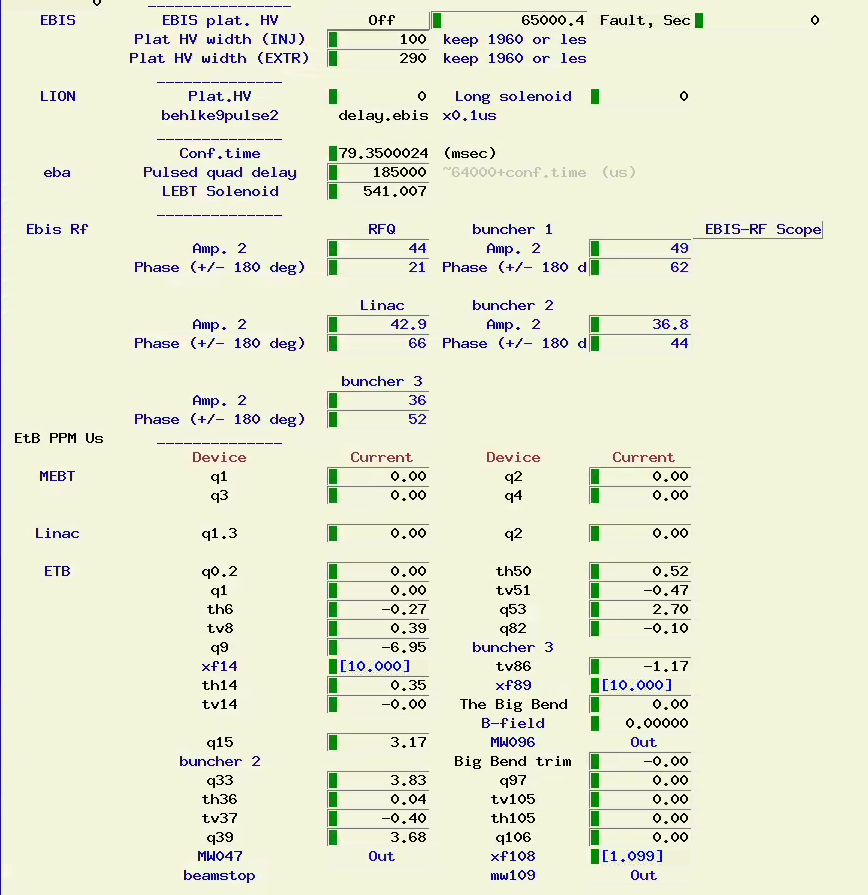 0
EBIS EBIS plat. HV Off 65000.4 Fault, Sec 0
Plat HV width (INJ) 100 keep 1960 or les
Plat HV width (EXTR) 290 keep 1960 or les
LION Plat.HV 0 Long solenoid 0
behlke9pulse2 delay.ebis x0.1us
Conf.time 79.3500024 (msec)
eba Pulsed quad delay 185000 ~64000+conf.time (us)
LEBT Solenoid 541.007
Ebis Rf RFQ buncher 1 EBIS-RF Scope
Amp. 2 44 Amp. 2 49
Phase (+/- 180 deg) 21 Phase (+/- 180 d 62
Linac buncher 2
Amp. 2 42.9 Amp. 2 36.8
Phase (+/- 180 deg) 66 Phase (+/- 180 d 44
buncher 3
Amp. 2 36
Phase (+/- 180 deg) 52
EtB PPM Us
Device Current Device Current
MEBT q1 0.00 q2 0.00
q3 0.00 q4 0.00
Linac q1.3 0.00 q2 0.00
ETB q0.2 0.00 th50 0.52
q1 0.00 tv51 -0.47
th6 -0.27 q53 2.70
tv8 0.39 q82 -0.10
q9 -6.95 buncher 3
xf14 [10.000] tv86 -1.17
th14 0.35 xf89 [10.000]
tv14 -0.00 The Big Bend 0.00
B-field 0.00000
q15 3.17 MW096 Out
buncher 2 Big Bend trim -0.00
q33 3.83 q97 0.00
th36 0.04 tv105 0.00
tv37 -0.40 th105 0.00
q39 3.68 q106 0.00
MW047 Out xf108 [1.099]
beamstop mw109 Out